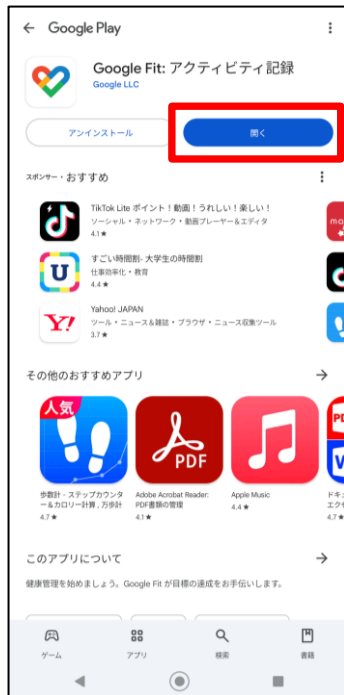 Google Play
Google Fit: アクティビティ記録
Google LLC
アンインストール
開く
スポンサー・おすすめ
TikTok Lite ポイント！動画！うれしい！楽しい！
ソーシャル・ネットワーク・動画プレーヤー＆エディタ
4.1★
すごい時間割- 大学生の時間割
仕事効率化・教育
4.4★
Yahoo! JAPAN
ツール・ニュース＆雑誌・ブラウザ・ニュース収集ツール
3.7★
その他のおすすめアプリ
人気
PDF
歩数計 - ステップカウンタ
ー＆カロリー計算 , 万歩計
4.7★
Adobe Acrobat Reader:
PDF書類の管理
4.1★
Apple Music
4.4★
ドキ
エクセ
4.7★
このアプリについて
健康管理を始めましょう。Google Fit が目標の達成をお手伝いします。
ゲーム
アプリ
検索
書籍